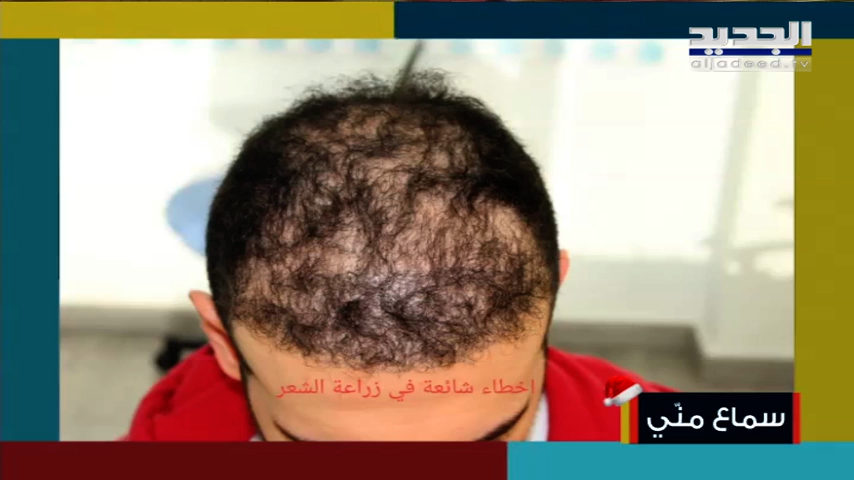 الجديد
aljadeed.tv
اخطاء شائعة في زراعة الشعر
سماع منّي